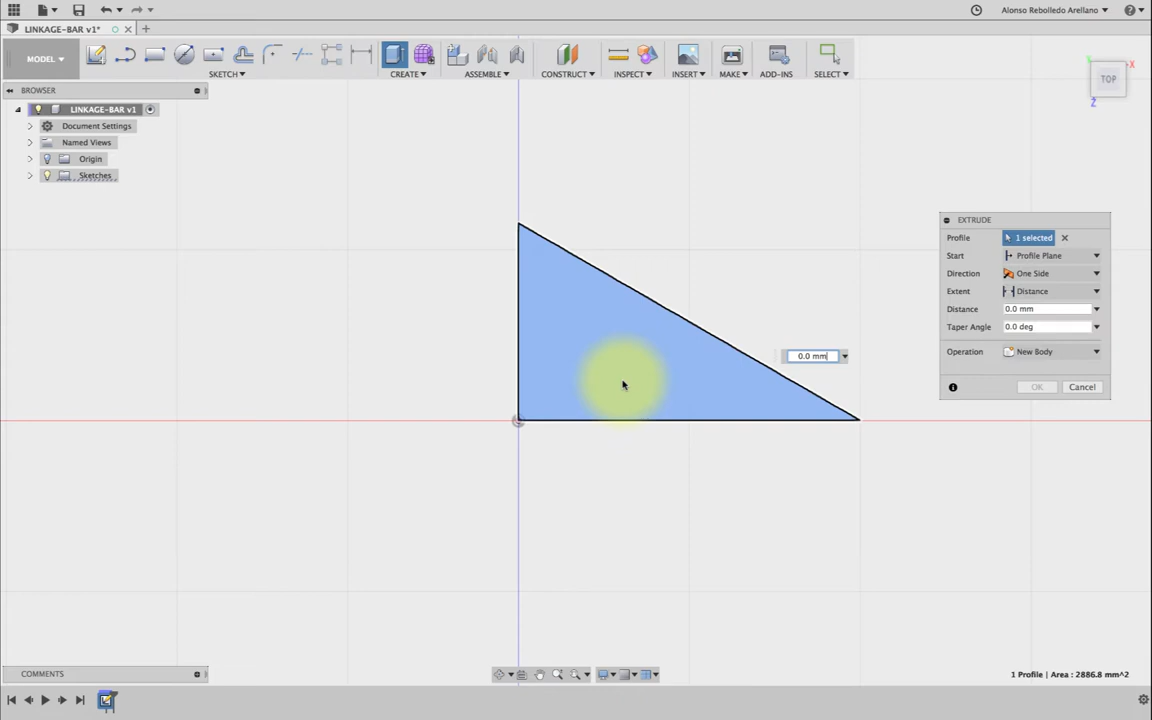 Alonso Rebolledo Arellano
LINKAGE-BAR v1*
MODEL
SKETCH
CREATE
ASSEMBLE
CONSTRUCT
INSPECT
INSERT
MAKE
ADD-INS
SELECT
TOP
X
Y
Z
BROWSER
LINKAGE-BAR v1
Document Settings
Named Views
Origin
Sketches
EXTRUDE
Profile 1 selected
Start Profile Plane
Direction One Side
Extent Distance
Distance 0.0 mm
Taper Angle 0.0 deg
Operation New Body
OK Cancel
0.0 mm
COMMENTS
1 Profile | Area : 2886.8 mm^2